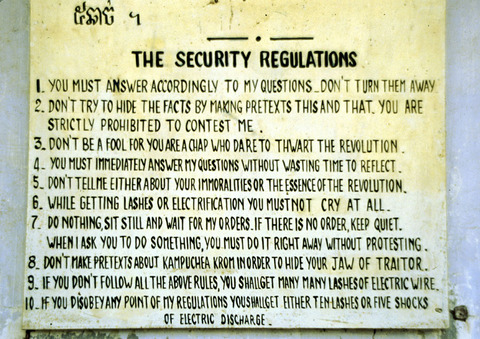 THE SECURITY REGULATIONS
1. YOU MUST ANSWER ACCORDINGLY TO MY QUESTIONS_DON'T TURN THEM AWAY
2. DON'T TRY TO HIDE THE FACTS BY MAKING PRETEXTS THIS AND THAT. YOU ARE
STRICTLY PROHIBITED TO CONTEST ME.
3. DON'T BE A FOOL FOR YOU ARE A CHAP WHO DARE TO THWART THE REVOLUTION.
4. YOU MUST IMMEDIATELY ANSWER MY QUESTIONS WITHOUT WASTING TIME TO REFLECT.
5. DON'T TELL ME EITHER ABOUT YOUR IMMORALITIES OR THE ESSENCE OF THE REVOLUTION.
6. WHILE GETTING LASHES OR ELECTRIFICATION YOU MUST NOT CRY AT ALL.
7. DO NOTHING, SIT STILL AND WAIT FOR MY ORDERS. IF THERE IS NO ORDER, KEEP QUIET.
WHEN I ASK YOU TO DO SOMETHING, YOU MUST DO IT RIGHT AWAY WITHOUT PROTESTING.
8. DON'T MAKE PRETEXTS ABOUT KAMPUCHEA KROM IN ORDER TO HIDE YOUR JAW OF TRAITOR.
9. IF YOU DON'T FOLLOW ALL THE ABOVE RULES, YOU SHALL GET MANY MANY LASHES OF ELECTRIC WIRE.
10. IF YOU DISOBEY ANY POINT OF MY REGULATIONS YOU SHALL GET EITHER TEN LASHES OR FIVE SHOCKS
OF ELECTRIC DISCHARGE.